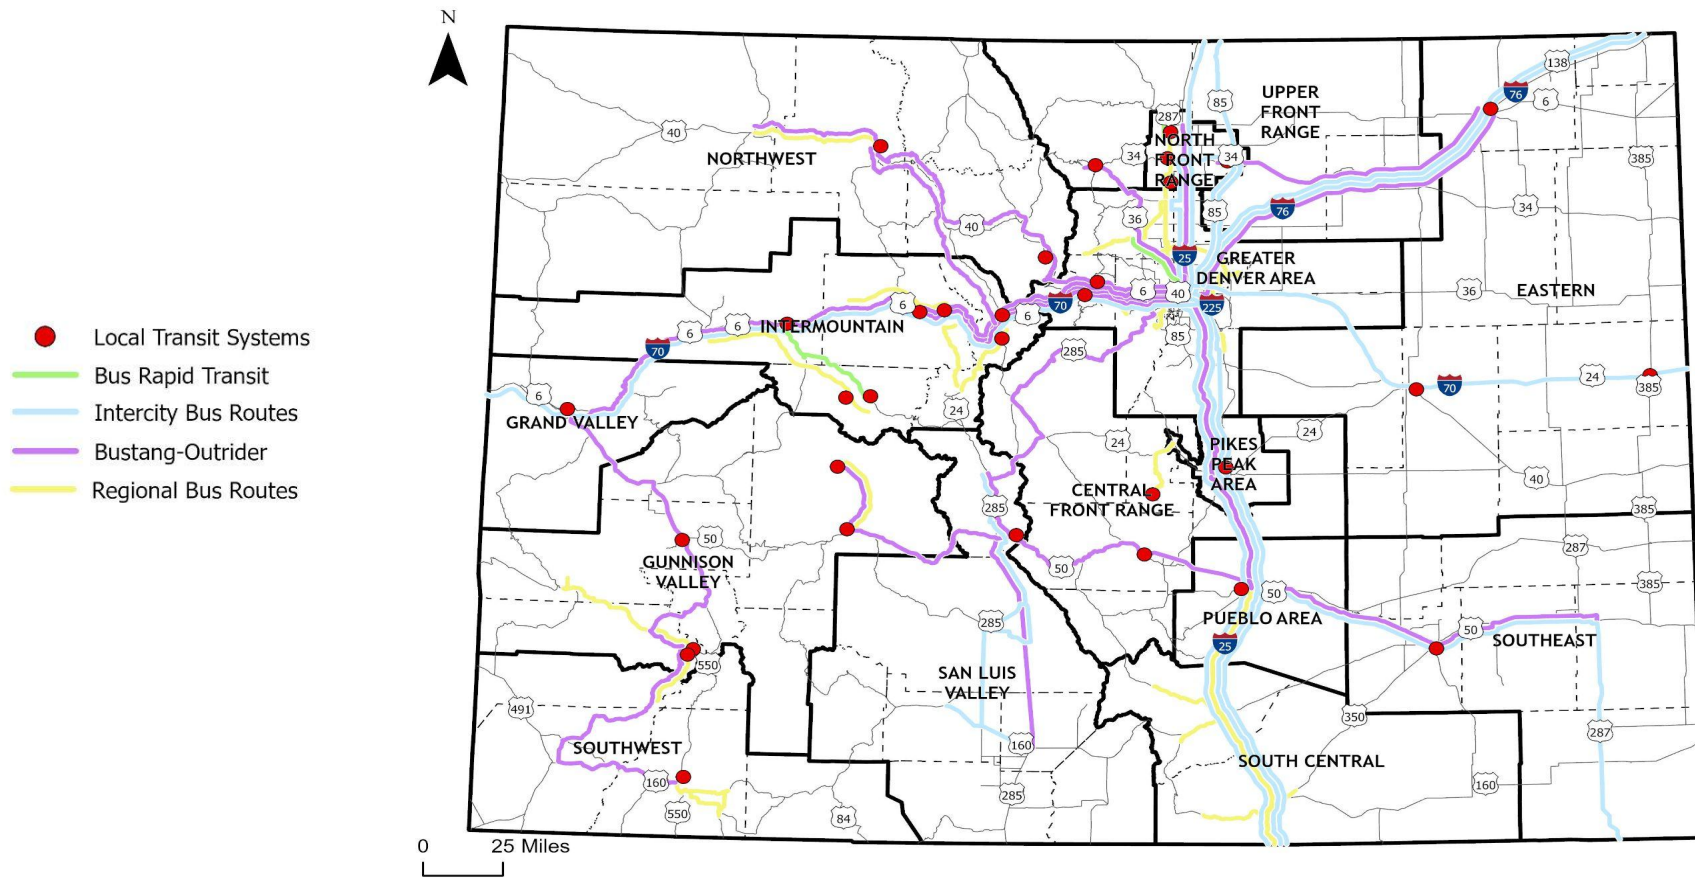 N
138
76
6
UPPER
FRONT
RANGE
85
287
40
NORTHWEST
34
NORTH
FRONT
RANGE
34
385
76
34
36
85
40
25
GREATER
DENVER AREA
6
40
36
EASTERN
70
225
6
6
6
6
INTERMOUNTAIN
85
Local Transit Systems
70
285
Bus Rapid Transit
70
24
385
6
Intercity Bus Routes
24
GRAND VALLEY
24
24
PIKES
PEAK
AREA
Bustang-Outrider
40
Regional Bus Routes
CENTRAL
FRONT RANGE
285
385
50
GUNNISON
VALLEY
287
50
385
50
285
PUEBLO AREA
50
SOUTHEAST
25
550
SAN LUIS
VALLEY
491
350
287
SOUTHWEST
160
SOUTH CENTRAL
160
160
285
550
84
0
25 Miles